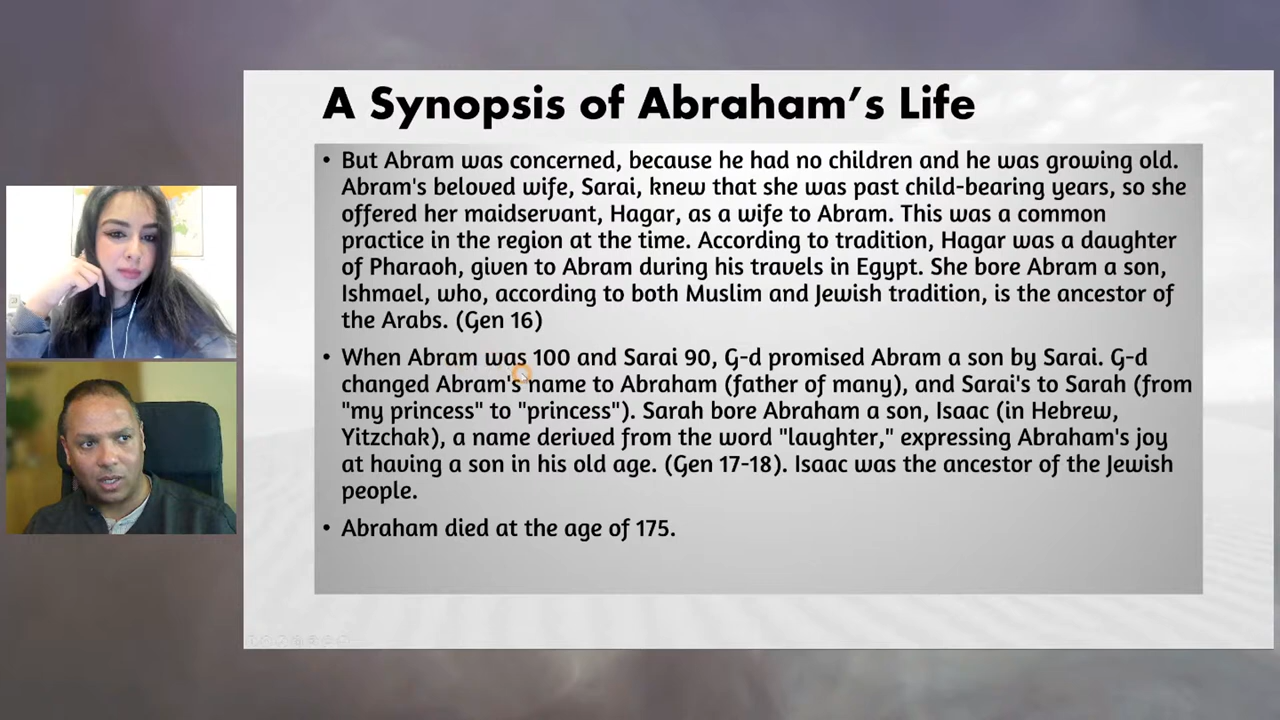 A Synopsis of Abraham’s Life
• But Abram was concerned, because he had no children and he was growing old.
Abram's beloved wife, Sarai, knew that she was past child-bearing years, so she
offered her maidservant, Hagar, as a wife to Abram. This was a common
practice in the region at the time. According to tradition, Hagar was a daughter
of Pharaoh, given to Abram during his travels in Egypt. She bore Abram a son,
Ishmael, who, according to both Muslim and Jewish tradition, is the ancestor of
the Arabs. (Gen 16)
• When Abram was 100 and Sarai 90, G-d promised Abram a son by Sarai. G-d
changed Abram's name to Abraham (father of many), and Sarai's to Sarah (from
"my princess" to "princess"). Sarah bore Abraham a son, Isaac (in Hebrew,
Yitzchak), a name derived from the word "laughter," expressing Abraham's joy
at having a son in his old age. (Gen 17-18). Isaac was the ancestor of the Jewish
people.
• Abraham died at the age of 175.